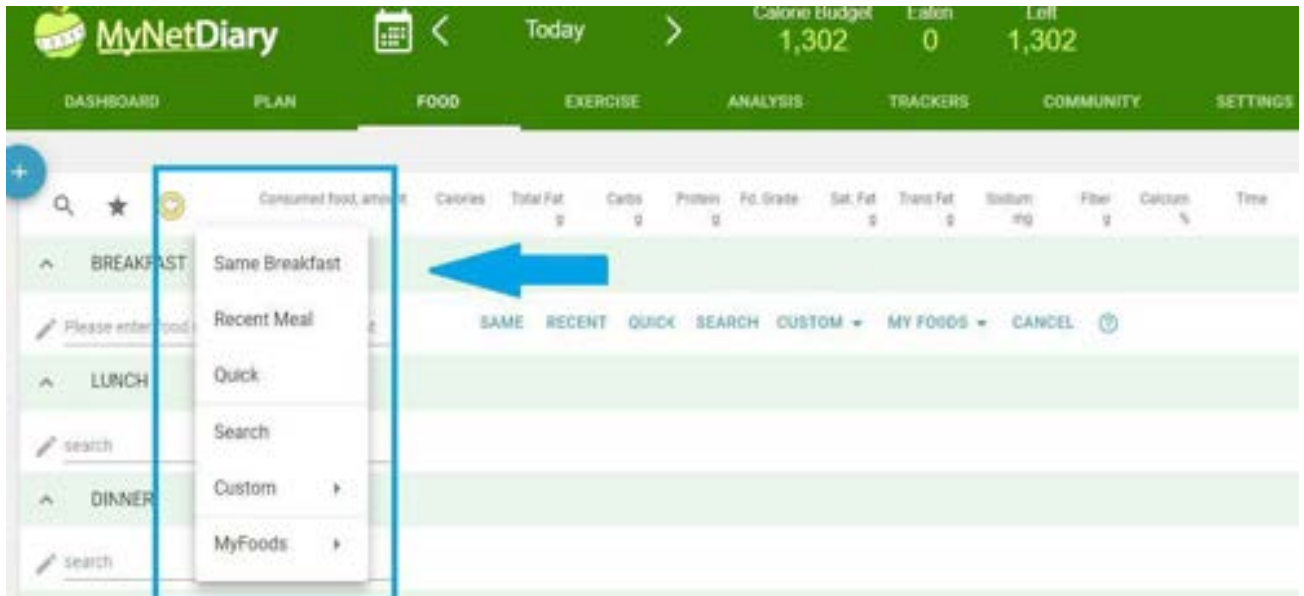 MyNetDiary Today Calorie Budget Eaten Left
1,302 0 1,302
DASHBOARD PLAN FOOD EXERCISE ANALYSIS TRACKERS COMMUNITY SETTINGS
Consumed food, amount Calories Total Fat g Carbs g Protein g Fd. Grade Sat. Fat g Trans Fat g Sodium mg Fiber g Calcium % Time
BREAKFAST
Same Breakfast
Please enter food
Recent Meal
SAME RECENT QUICK SEARCH CUSTOM MY FOODS CANCEL
LUNCH
Quick
search
Search
DINNER
Custom
search
MyFoods